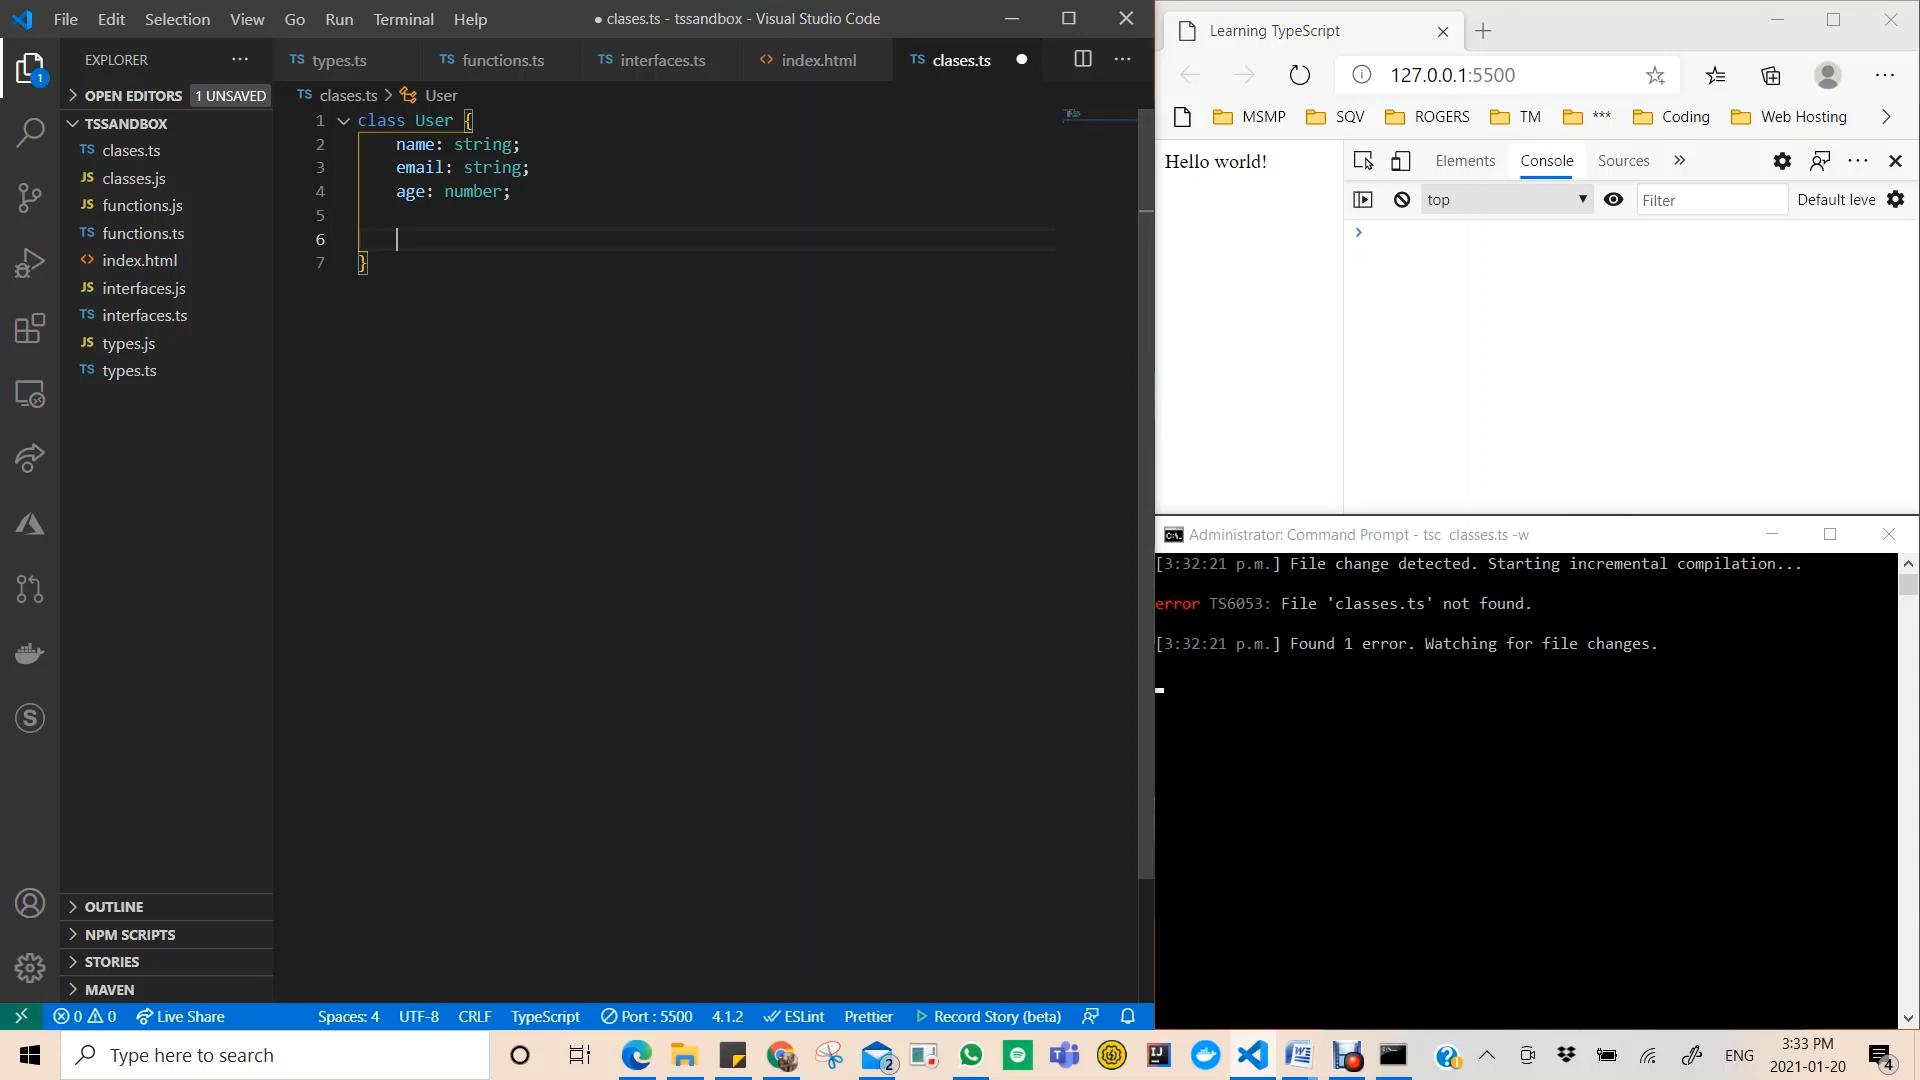 File Edit Selection View Go Run Terminal Help
● clases.ts - tssandbox - Visual Studio Code
EXPLORER
OPEN EDITORS 1 UNSAVED
TSSANDBOX
TS clases.ts
JS classes.js
JS functions.js
TS functions.ts
<> index.html
JS interfaces.js
TS interfaces.ts
JS types.js
TS types.ts
OUTLINE
NPM SCRIPTS
STORIES
MAVEN
1
TS types.ts TS functions.ts TS interfaces.ts <> index.html TS clases.ts
TS clases.ts > User
1 class User {
2 name: string;
3 email: string;
4 age: number;
5
6
7 }
0 0 Live Share Spaces: 4 UTF-8 CRLF TypeScript Port : 5500 4.1.2 ESLint Prettier Record Story (beta)
Learning TypeScript
127.0.0.1:5500
MSMP SQV ROGERS TM *** Coding Web Hosting
Hello world!
Elements Console Sources
top Filter Default leve
Administrator: Command Prompt - tsc classes.ts -w
[3:32:21 p.m.] File change detected. Starting incremental compilation...
error TS6053: File 'classes.ts' not found.
[3:32:21 p.m.] Found 1 error. Watching for file changes.
Type here to search
2
ENG
3:33 PM
2021-01-20
4